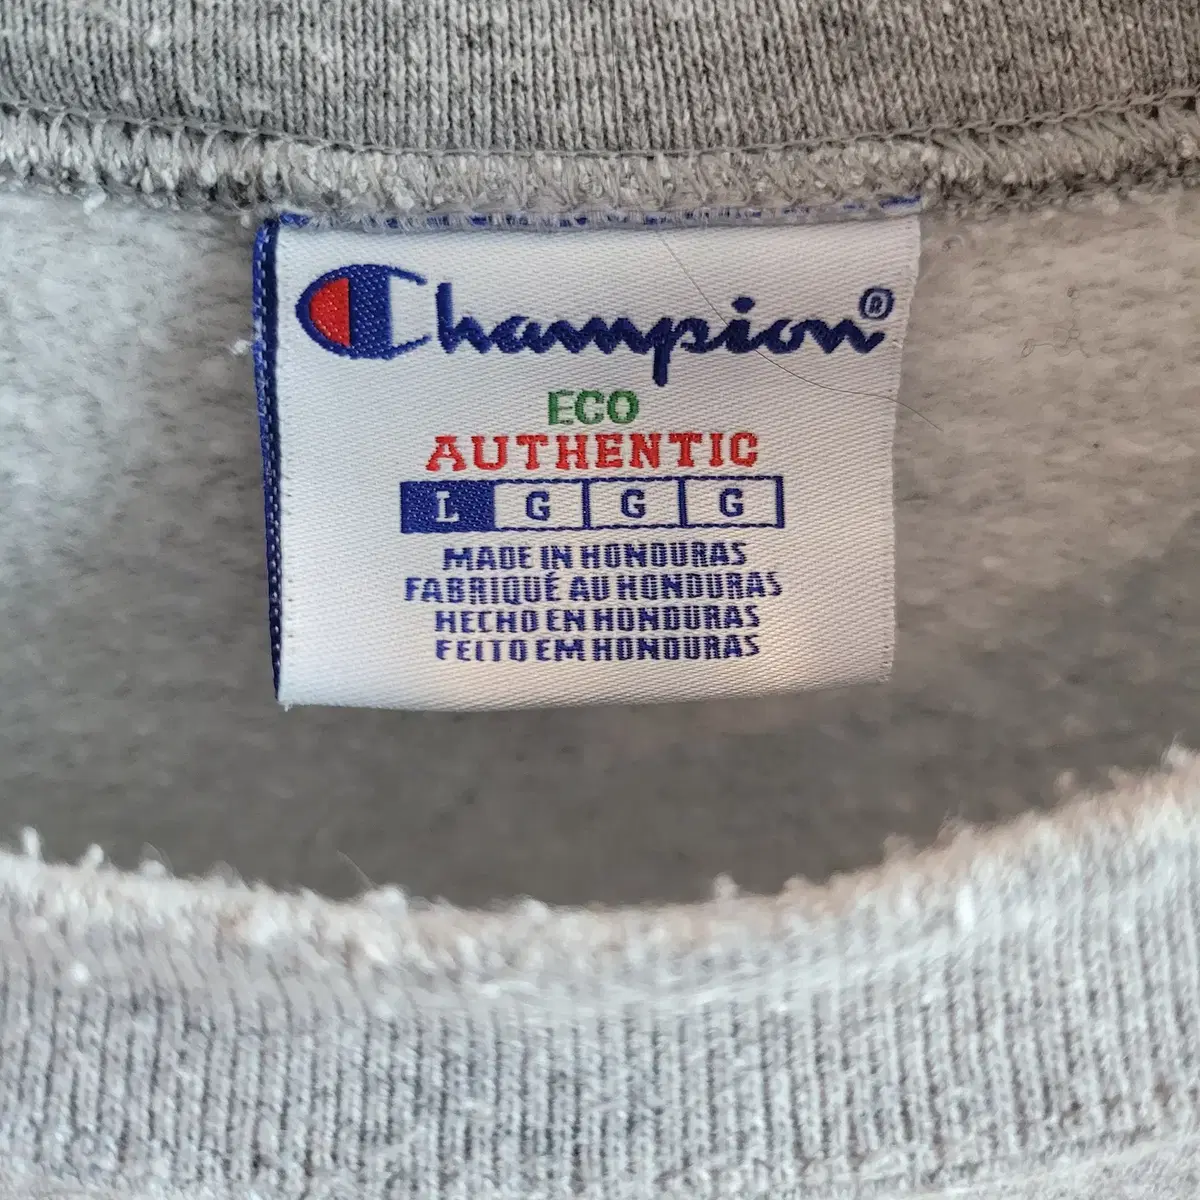 Champion®
ECO
AUTHENTIC
L G G G
MADE IN HONDURAS
FABRIQUÉ AU HONDURAS
HECHO EN HONDURAS
FEITO EM HONDURAS